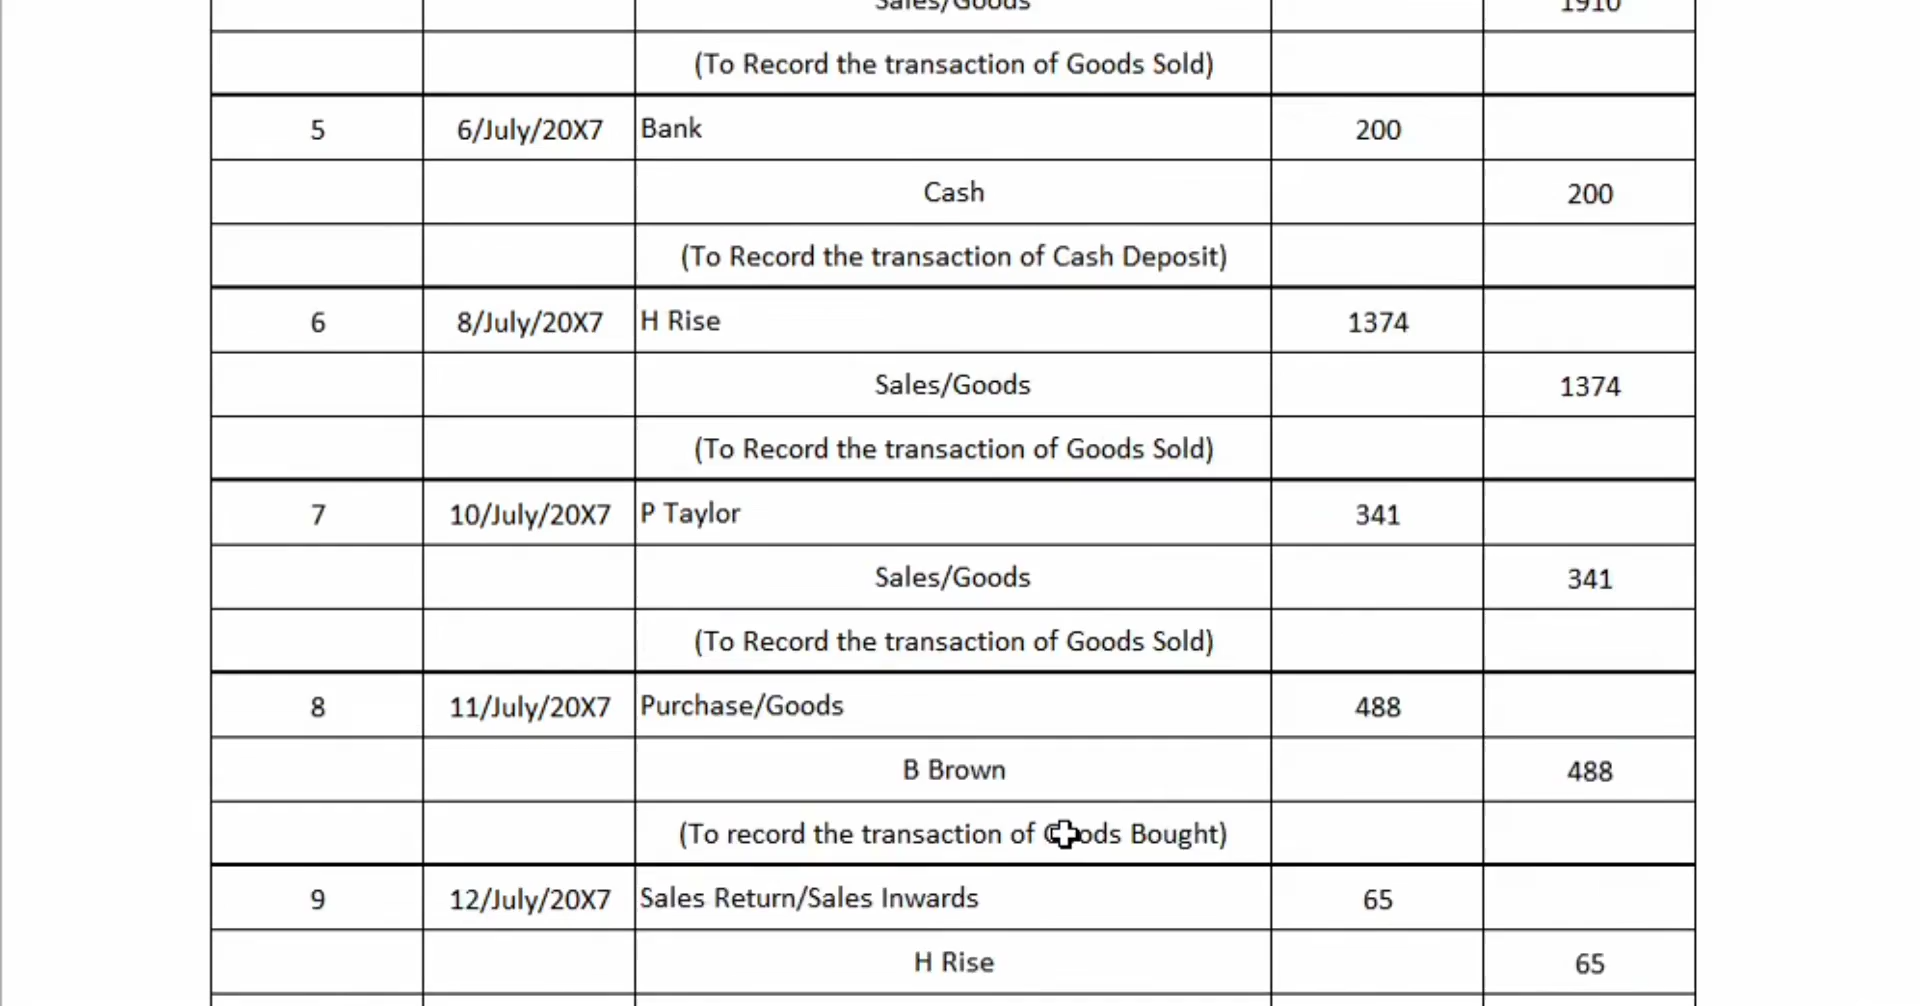 Sales/Goods 1910
(To Record the transaction of Goods Sold)
5 6/July/20X7 Bank 200
Cash 200
(To Record the transaction of Cash Deposit)
6 8/July/20X7 H Rise 1374
Sales/Goods 1374
(To Record the transaction of Goods Sold)
7 10/July/20X7 P Taylor 341
Sales/Goods 341
(To Record the transaction of Goods Sold)
8 11/July/20X7 Purchase/Goods 488
B Brown 488
(To record the transaction of Goods Bought)
9 12/July/20X7 Sales Return/Sales Inwards 65
H Rise 65